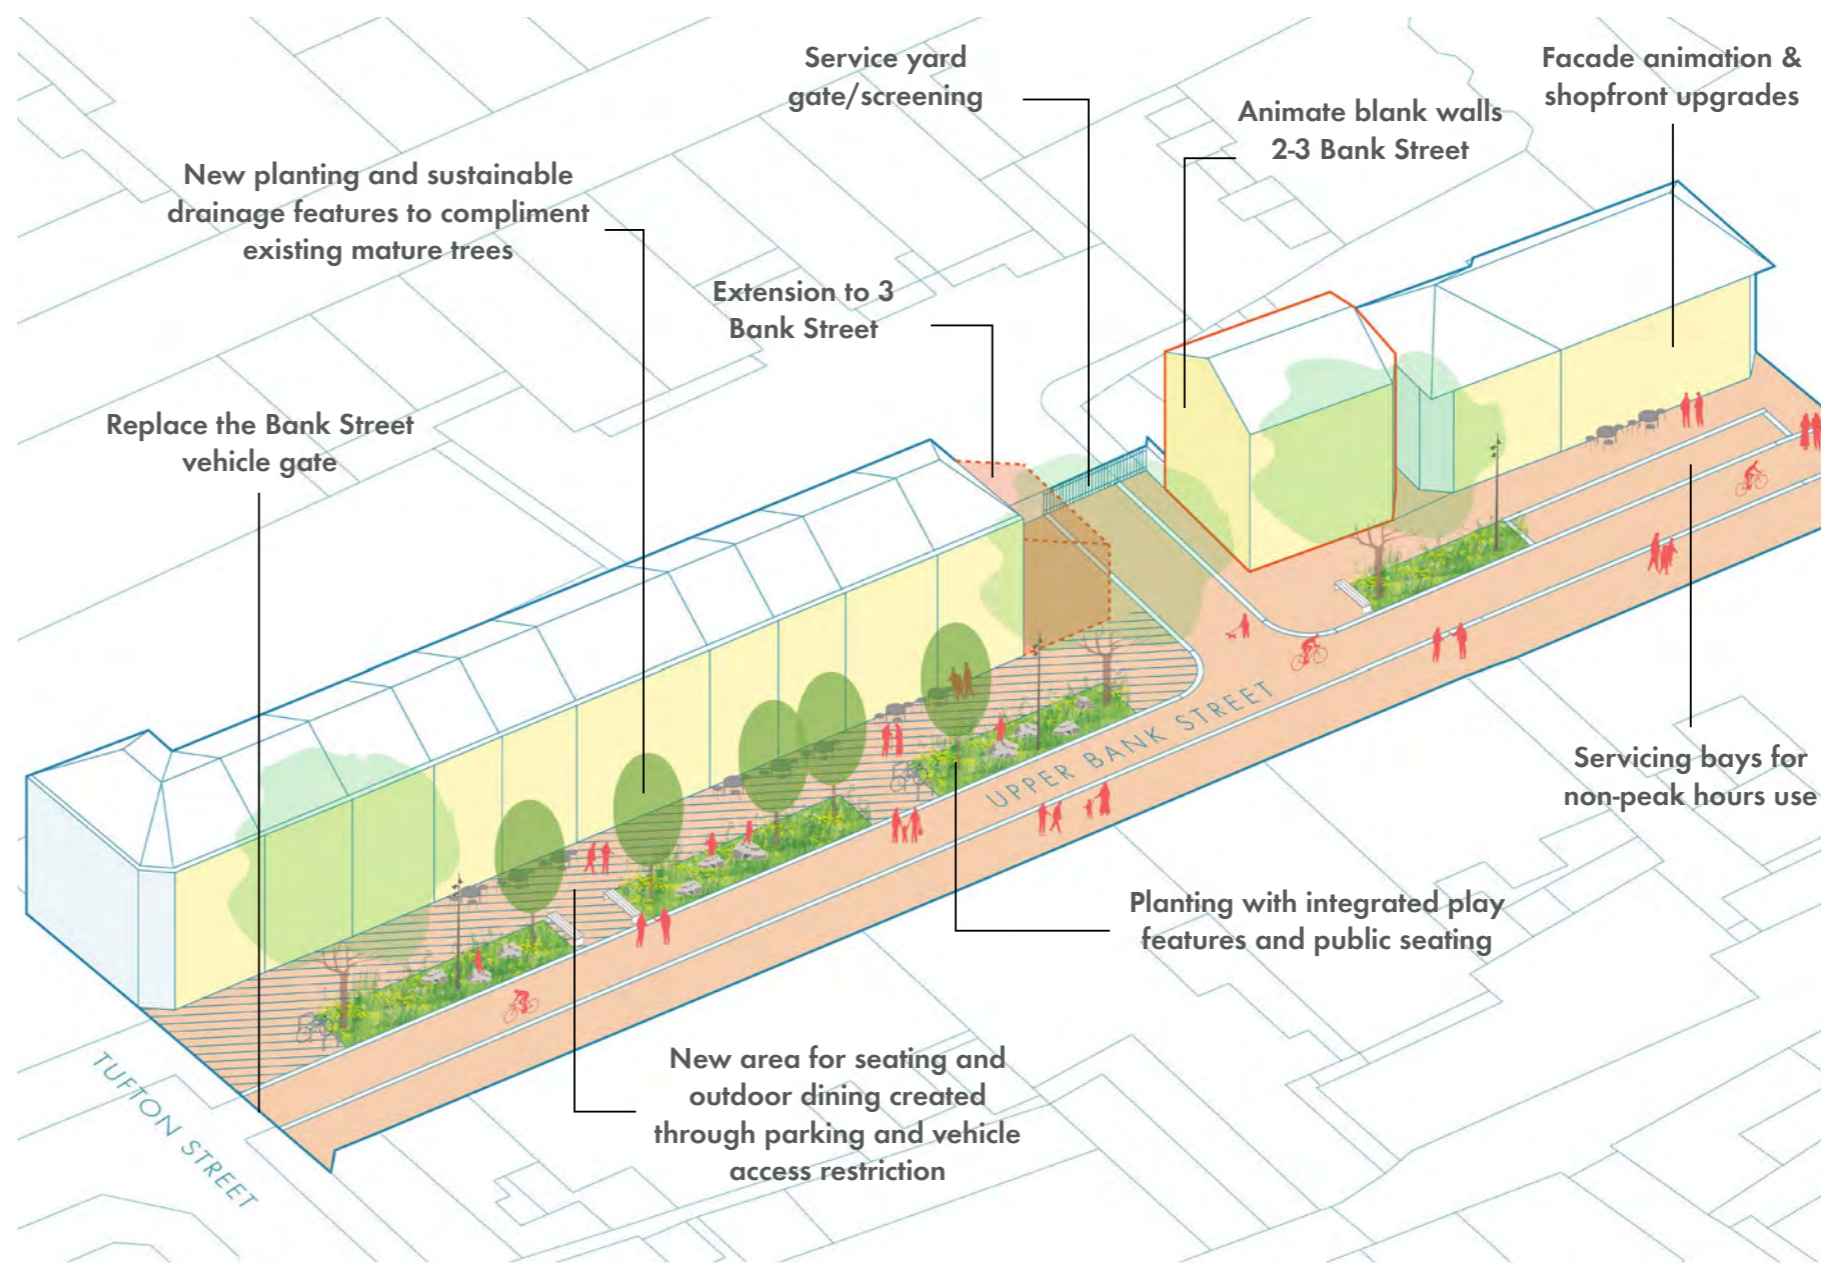 Service yard
gate/screening
Facade animation &
shopfront upgrades
Animate blank walls
2-3 Bank Street
New planting and sustainable
drainage features to compliment
existing mature trees
Extension to 3
Bank Street
Replace the Bank Street
vehicle gate
UPPER BANK STREET
Servicing bays for
non-peak hours use
Planting with integrated play
features and public seating
New area for seating and
outdoor dining created
through parking and vehicle
access restriction
TUFTON STREET